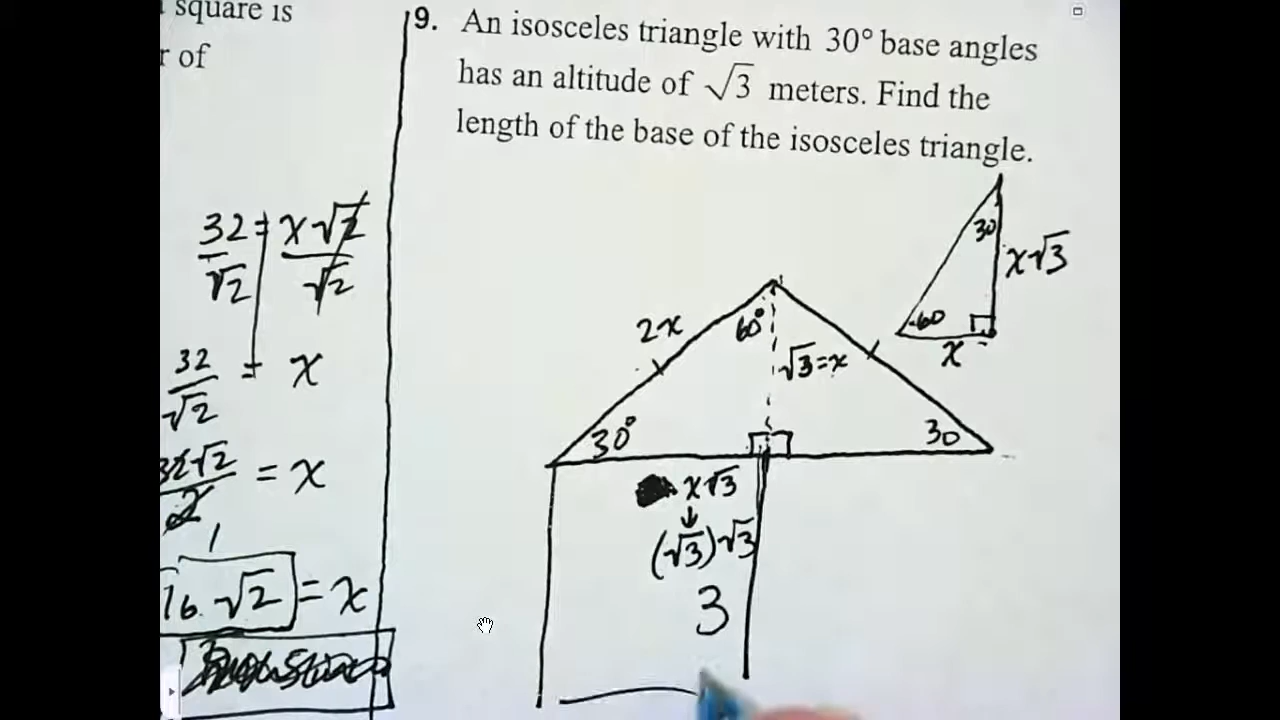 square is
r of
32 = x√2
√2 √2
32 = x
√2
32√2 = x
2
1
16 √2 = x
9. An isosceles triangle with 30° base angles
has an altitude of √3 meters. Find the
length of the base of the isosceles triangle.
30
x√3
60
x
2x
60°
√3=x
30°
30
x√3
(√3)√3
3